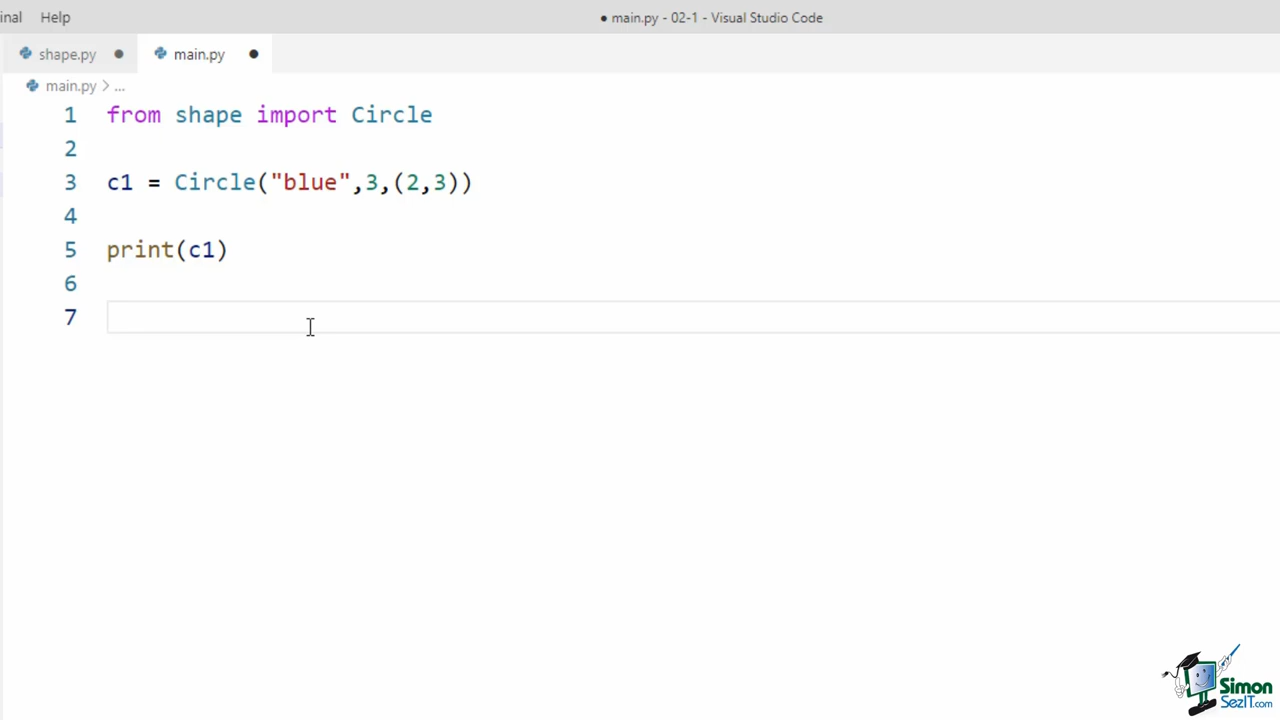 inal Help ● main.py - 02-1 - Visual Studio Code
shape.py main.py
main.py > ...
1 from shape import Circle
2
3 c1 = Circle("blue",3,(2,3))
4
5 print(c1)
6
7
Simon
SezIT.com